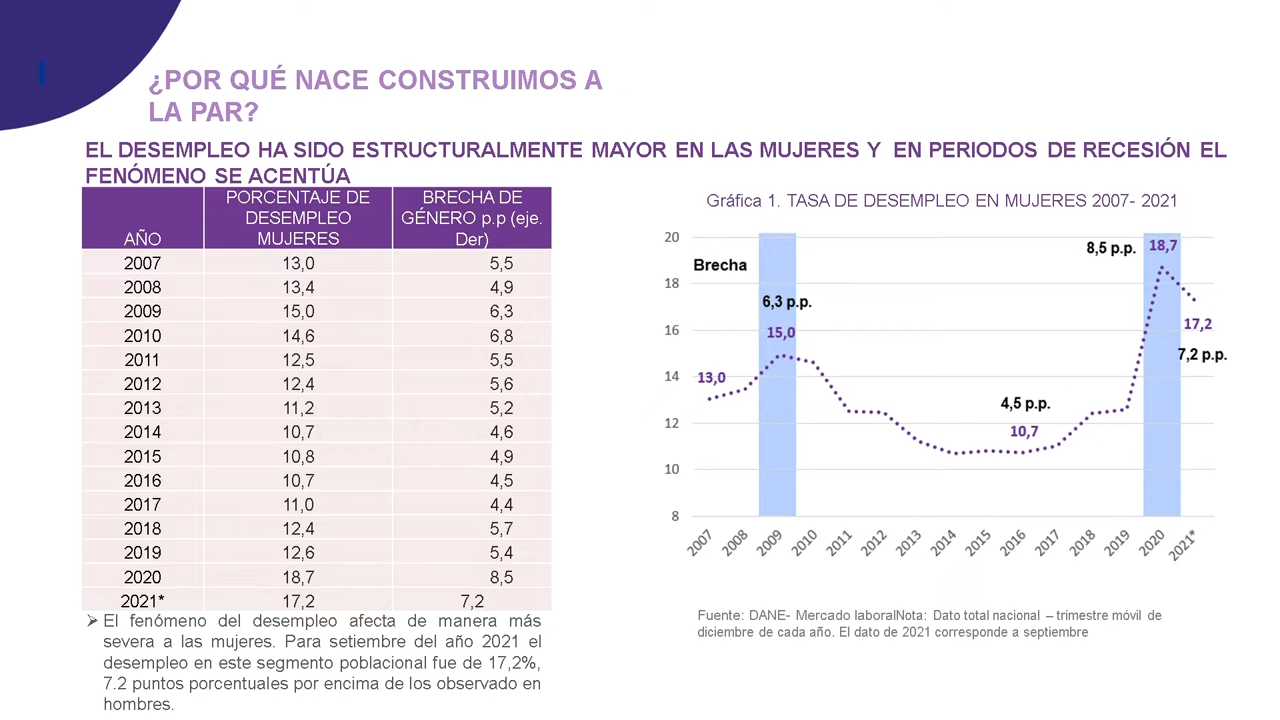 ¿POR QUÉ NACE CONSTRUIMOS A
LA PAR?
EL DESEMPLEO HA SIDO ESTRUCTURALMENTE MAYOR EN LAS MUJERES Y EN PERIODOS DE RECESIÓN EL
FENÓMENO SE ACENTÚA
AÑO PORCENTAJE DE DESEMPLEO MUJERES BRECHA DE GÉNERO p.p (eje. Der)
2007 13,0 5,5
2008 13,4 4,9
2009 15,0 6,3
2010 14,6 6,8
2011 12,5 5,5
2012 12,4 5,6
2013 11,2 5,2
2014 10,7 4,6
2015 10,8 4,9
2016 10,7 4,5
2017 11,0 4,4
2018 12,4 5,7
2019 12,6 5,4
2020 18,7 8,5
2021* 17,2 7,2
➢ El fenómeno del desempleo afecta de manera más
severa a las mujeres. Para setiembre del año 2021 el
desempleo en este segmento poblacional fue de 17,2%,
7.2 puntos porcentuales por encima de los observado en
hombres.
Gráfica 1. TASA DE DESEMPLEO EN MUJERES 2007- 2021
20
18
16
14
12
10
8
Brecha
13,0
6,3 p.p.
15,0
4,5 p.p.
10,7
8,5 p.p.
18,7
17,2
7,2 p.p.
2007 2008 2009 2010 2011 2012 2013 2014 2015 2016 2017 2018 2019 2020 2021*
Fuente: DANE- Mercado laboralNota: Dato total nacional – trimestre móvil de
diciembre de cada año. El dato de 2021 corresponde a septiembre